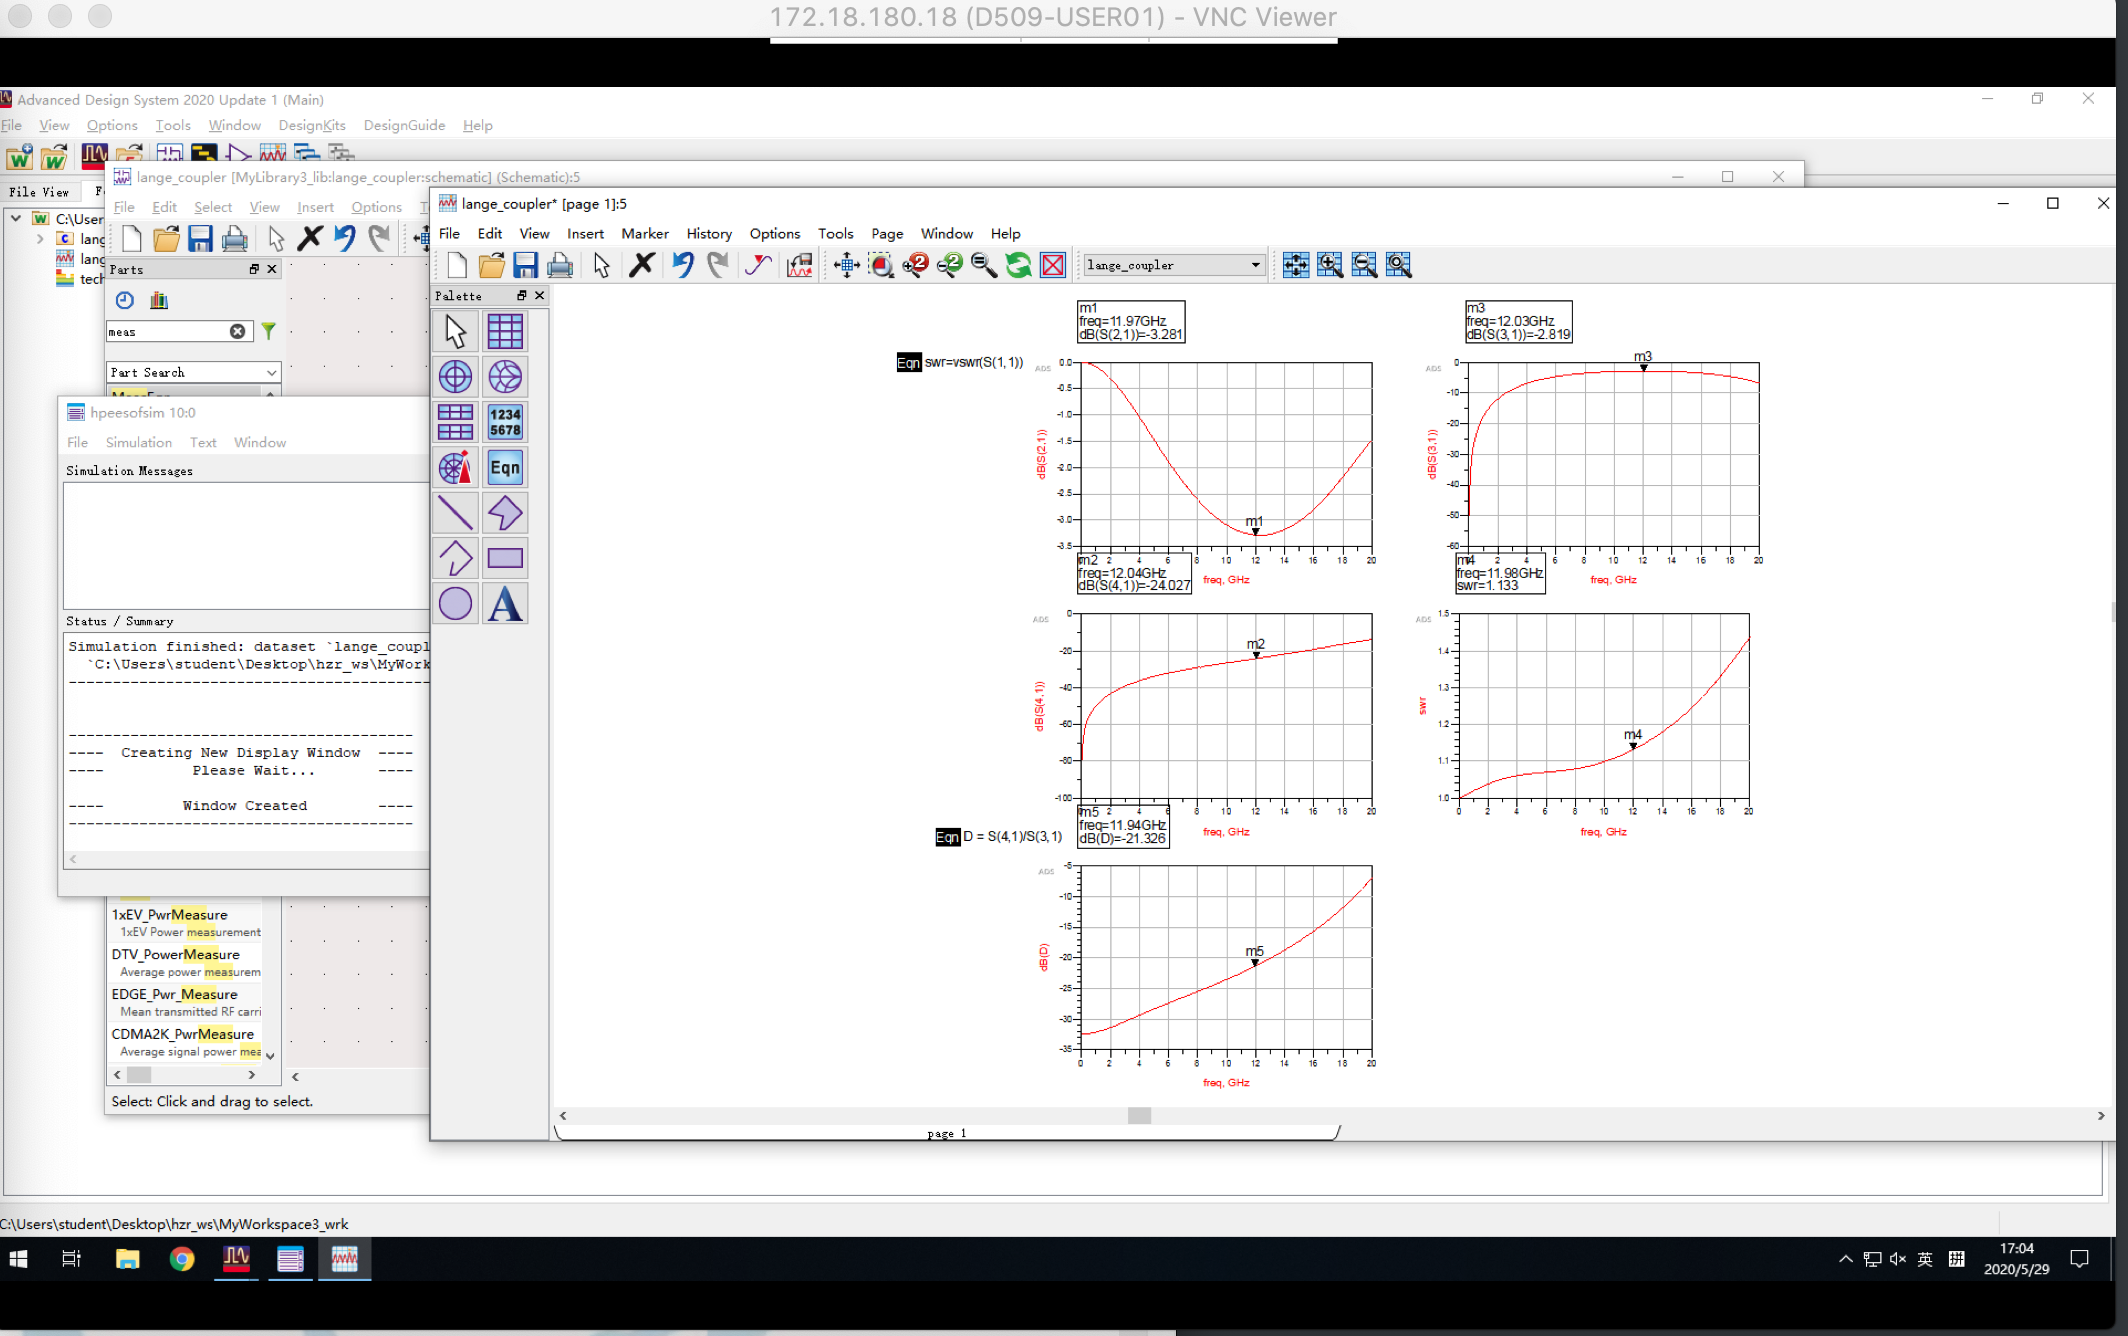 172.18.180.18 (D509-USER01) - VNC Viewer
Advanced Design System 2020 Update 1 (Main)
File View Options Tools Window DesignKits DesignGuide Help
File View
C:\User
lang
lang
tech
lange_coupler [MyLibrary3_lib:lange_coupler:schematic] (Schematic):5
File Edit Select View Insert Options
Parts
meas
Part Search
1xEV_PwrMeasure
1xEV Power measurement
DTV_PowerMeasure
Average power measurem
EDGE_Pwr_Measure
Mean transmitted RF carri
CDMA2K_PwrMeasure
Average signal power mea
Select: Click and drag to select.
hpeesofsim 10:0
File Simulation Text Window
Simulation Messages
Status / Summary
Simulation finished: dataset `lange_coupl
`C:\Users\student\Desktop\hzr_ws\MyWork
-----------------------------------------
---------------------------------------
---- Creating New Display Window ----
---- Please Wait... ----
---- Window Created ----
---------------------------------------
lange_coupler* [page 1]:5
File Edit View Insert Marker History Options Tools Page Window Help
lange_coupler
Palette
1234
5678
Eqn
A
m1
freq=11.97GHz
dB(S(2,1))=-3.281
Eqn swr=vswr(S(1,1))
ADS
0.0
-0.5
-1.0
-1.5
-2.0
-2.5
-3.0
-3.5
dB(S(2,1))
m1
2 4 6 8 10 12 14 16 18 20
freq, GHz
m3
freq=12.03GHz
dB(S(3,1))=-2.819
ADS
0
-10
-20
-30
-40
-50
-60
dB(S(3,1))
m3
2 4 6 8 10 12 14 16 18 20
freq, GHz
m2
freq=12.04GHz
dB(S(4,1))=-24.027
ADS
0
-20
-40
-60
-80
-100
dB(S(4,1))
m2
2 4 6 8 10 12 14 16 18 20
freq, GHz
m4
freq=11.98GHz
swr=1.133
ADS
1.5
1.4
1.3
1.2
1.1
1.0
swr
m4
0 2 4 6 8 10 12 14 16 18 20
freq, GHz
m5
freq=11.94GHz
dB(D)=-21.326
Eqn D = S(4,1)/S(3,1)
ADS
-5
-10
-15
-20
-25
-30
-35
dB(D)
m5
0 2 4 6 8 10 12 14 16 18 20
freq, GHz
page 1
C:\Users\student\Desktop\hzr_ws\MyWorkspace3_wrk
英 拼
17:04
2020/5/29